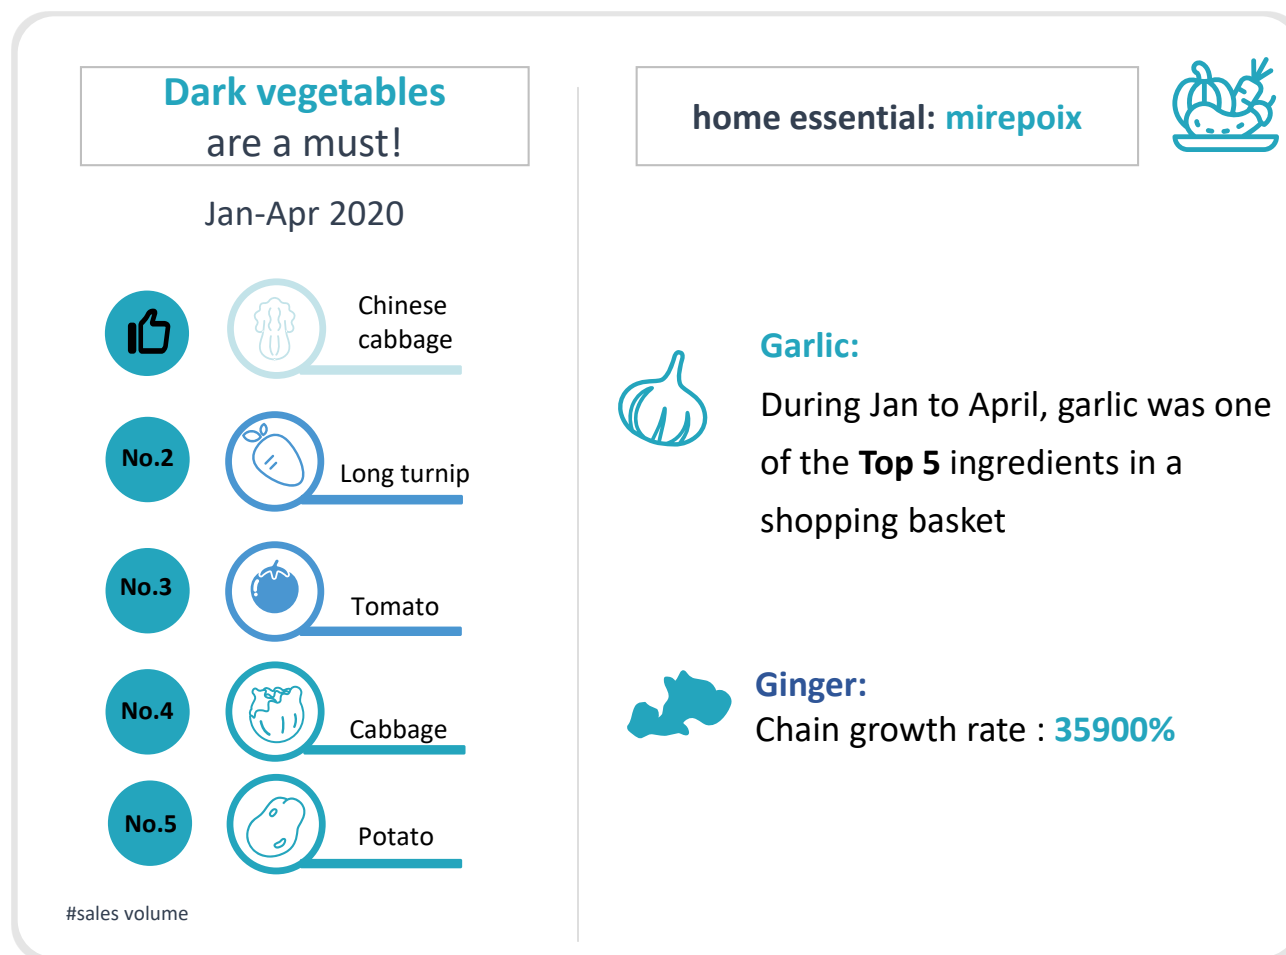 Dark vegetables
are a must!
Jan-Apr 2020
Chinese
cabbage
No.2
Long turnip
No.3
Tomato
No.4
Cabbage
No.5
Potato
#sales volume
home essential: mirepoix
Garlic:
During Jan to April, garlic was one
of the Top 5 ingredients in a
shopping basket
Ginger:
Chain growth rate : 35900%